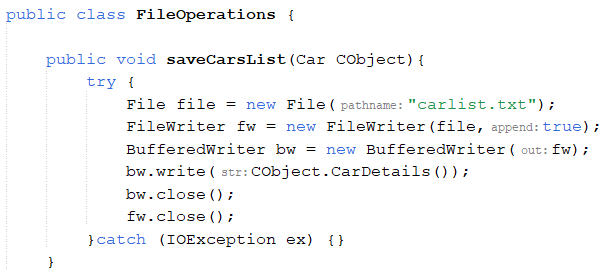 public class FileOperations {
public void saveCarsList(Car CObject){
try {
File file = new File( pathname: "carlist.txt");
FileWriter fw = new FileWriter(file, append: true);
BufferedWriter bw = new BufferedWriter( out: fw);
bw.write( str: CObject.CarDetails());
bw.close();
fw.close();
}catch (IOException ex) {}
}